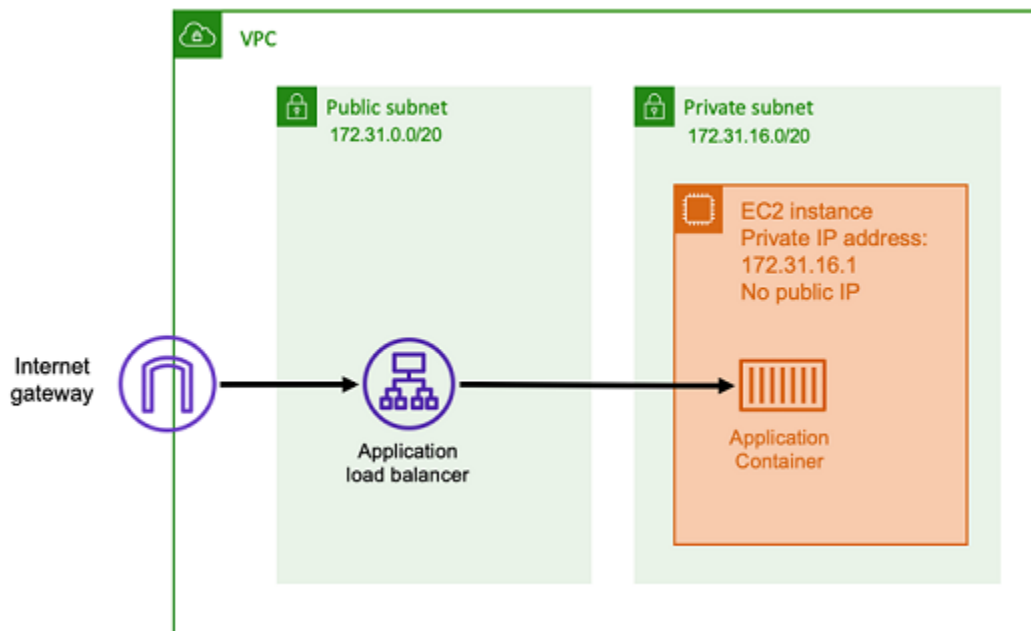 VPC
Public subnet
172.31.0.0/20
Private subnet
172.31.16.0/20
EC2 instance
Private IP address:
172.31.16.1
No public IP
Internet
gateway
Application
load balancer
Application
Container